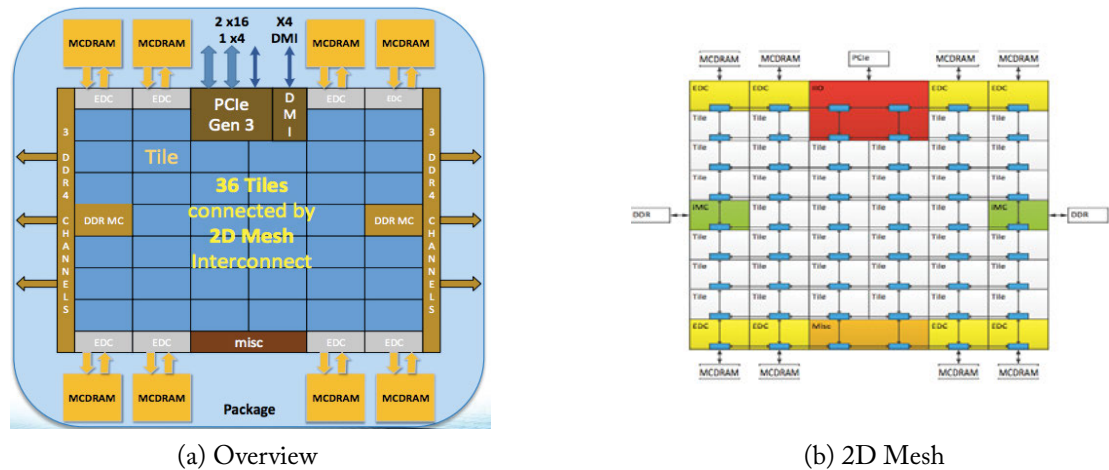 MCDRAM MCDRAM 2 x16 X4 MCDRAM MCDRAM
1 x4 DMI
EDC EDC PCIe Gen 3 DMI EDC EDC
3 DDR4 CHANNELS
Tile
36 Tiles
connected by
2D Mesh
Interconnect
DDR MC DDR MC
3 DDR4 CHANNELS
EDC EDC misc EDC EDC
MCDRAM MCDRAM Package MCDRAM MCDRAM
(a) Overview
MCDRAM MCDRAM PCIe MCDRAM MCDRAM
EDC EDC IIO EDC EDC
Tile Tile Tile Tile
Tile Tile Tile Tile Tile Tile
Tile Tile Tile Tile Tile Tile
DDR IMC Tile Tile Tile Tile IMC DDR
Tile Tile Tile Tile Tile Tile
Tile Tile Tile Tile Tile Tile
Tile Tile Tile Tile Tile Tile
EDC EDC Misc EDC EDC
MCDRAM MCDRAM MCDRAM MCDRAM
(b) 2D Mesh